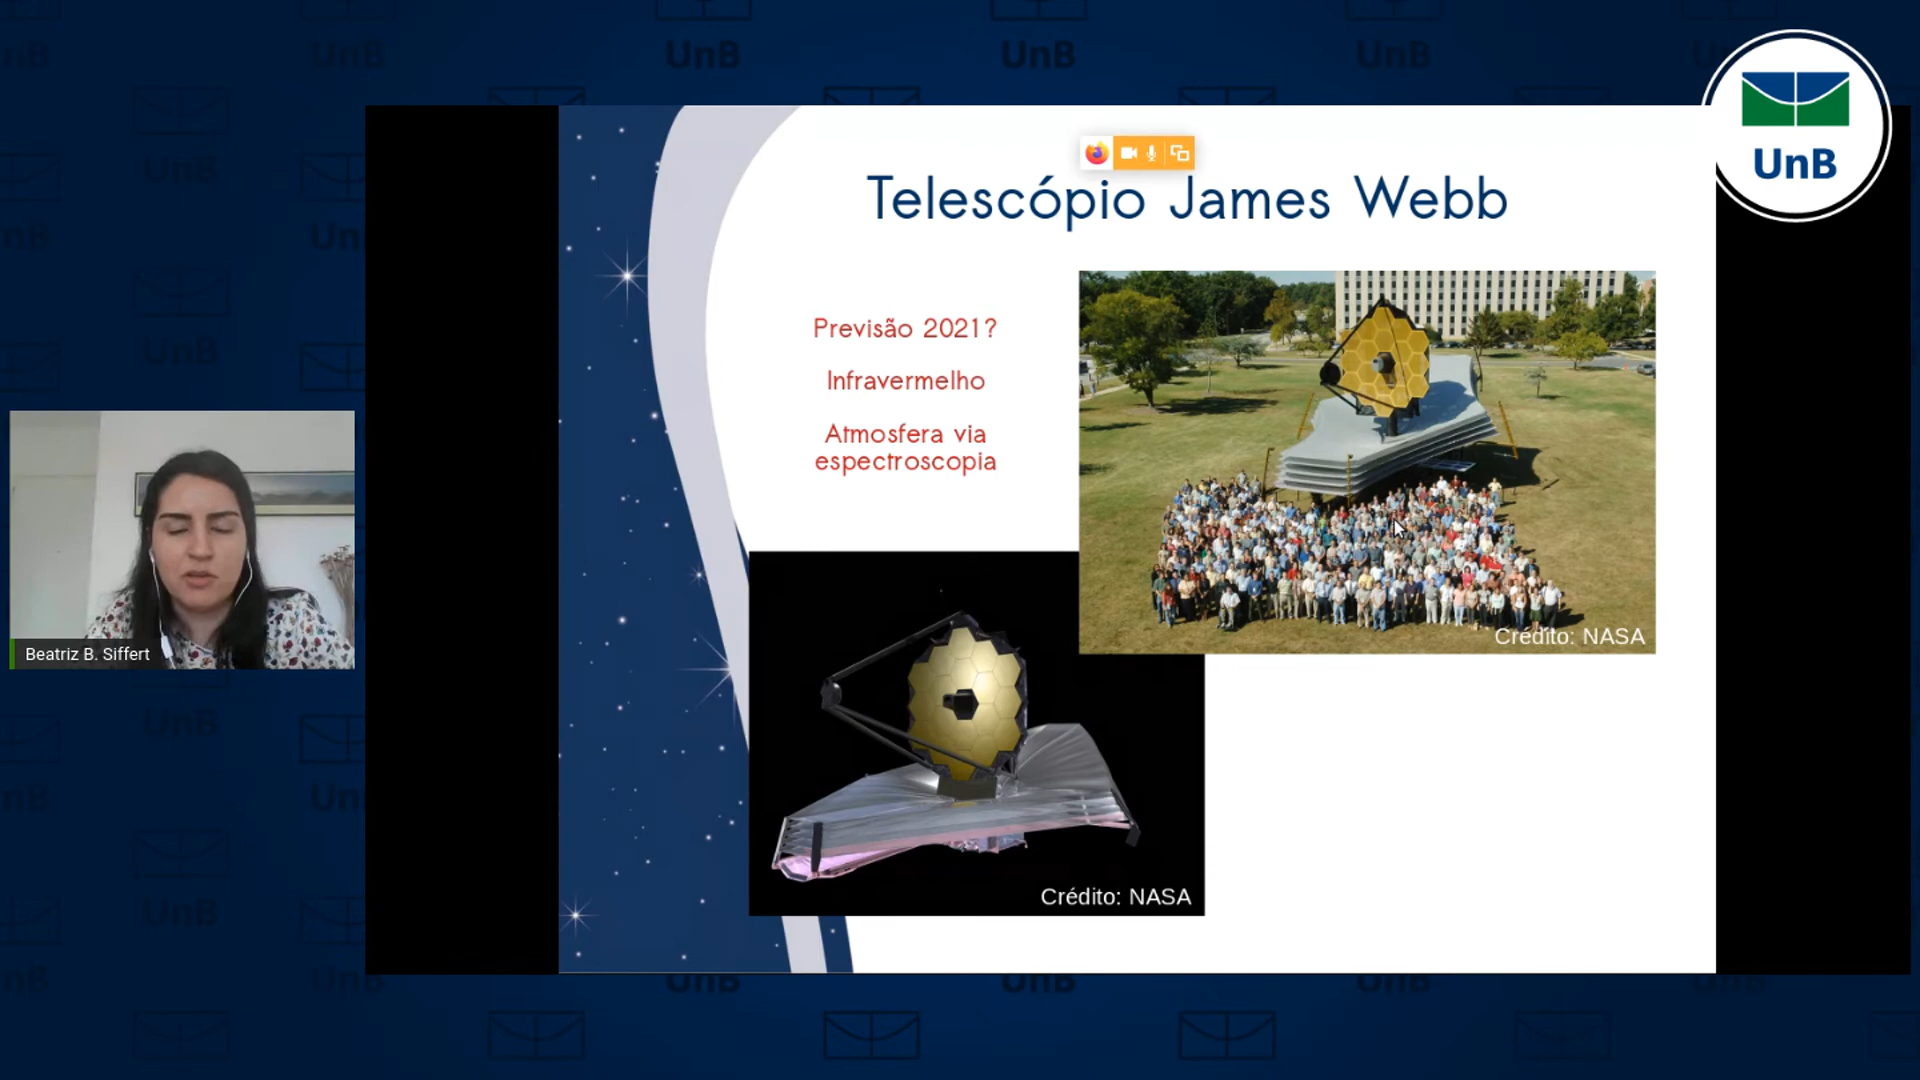 UnB
Telescópio James Webb
Previsão 2021?
Infravermelho
Atmosfera via
espectroscopia
Crédito: NASA
Crédito: NASA
Beatriz B. Siffert
UnB
UnB
UnB
UnB
UnB
UnB
UnB
UnB
UnB
UnB